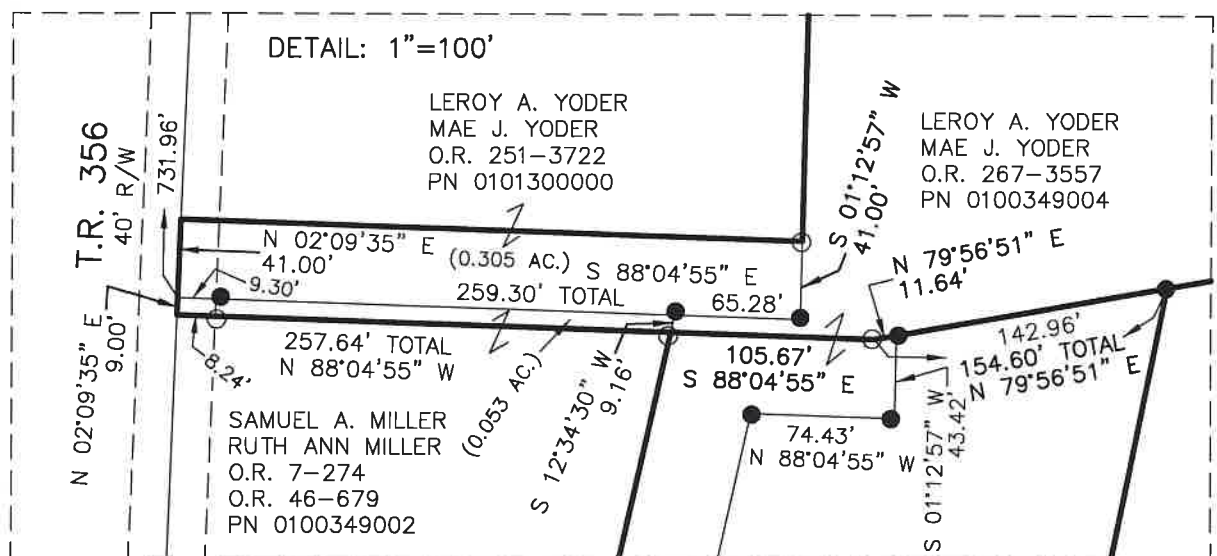 DETAIL: 1"=100'
T.R. 356
40' R/W
731.96'
LEROY A. YODER
MAE J. YODER
O.R. 251-3722
PN 0101300000
S 01°12'57" W
41.00'
LEROY A. YODER
MAE J. YODER
O.R. 267-3557
PN 0100349004
N 02°09'35" E
41.00'
(0.305 AC.)
S 88°04'55" E
259.30' TOTAL
65.28'
9.30'
N 79°56'51" E
11.64'
N 02°09'35" E
9.00'
8.24'
257.64' TOTAL
N 88°04'55" W
(0.053 AC.)
S 12°34'30" W
9.16'
105.67'
S 88°04'55" E
142.96'
154.60' TOTAL
N 79°56'51" E
74.43'
N 88°04'55" W
S 01°12'57" W
43.42'
SAMUEL A. MILLER
RUTH ANN MILLER
O.R. 7-274
O.R. 46-679
PN 0100349002